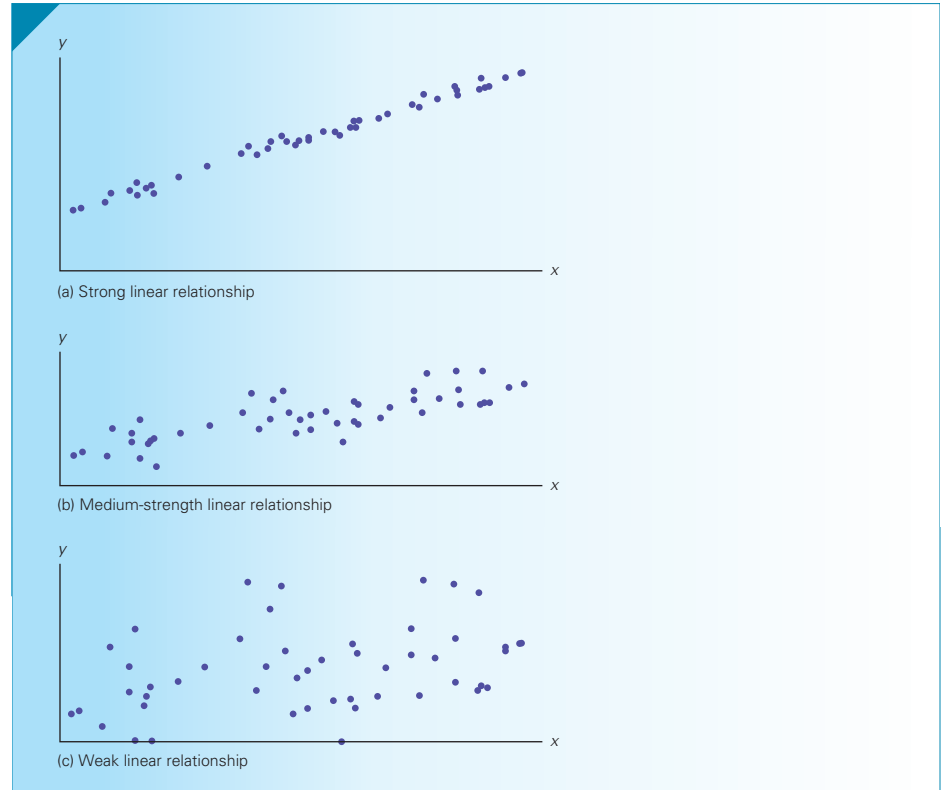 y
x
(a) Strong linear relationship
y
x
(b) Medium-strength linear relationship
y
x
(c) Weak linear relationship